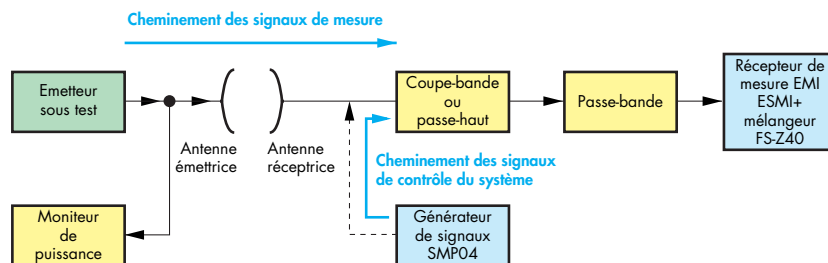 Cheminement des signaux de mesure
Emetteur
sous test
Antenne
émettrice
Antenne
réceptrice
Coupe-bande
ou
passe-haut
Passe-bande
Récepteur de
mesure EMI
ESMI+
mélangeur
FS-Z40
Cheminement des signaux
de contrôle du système
Moniteur
de
puissance
Générateur
de signaux
SMP04